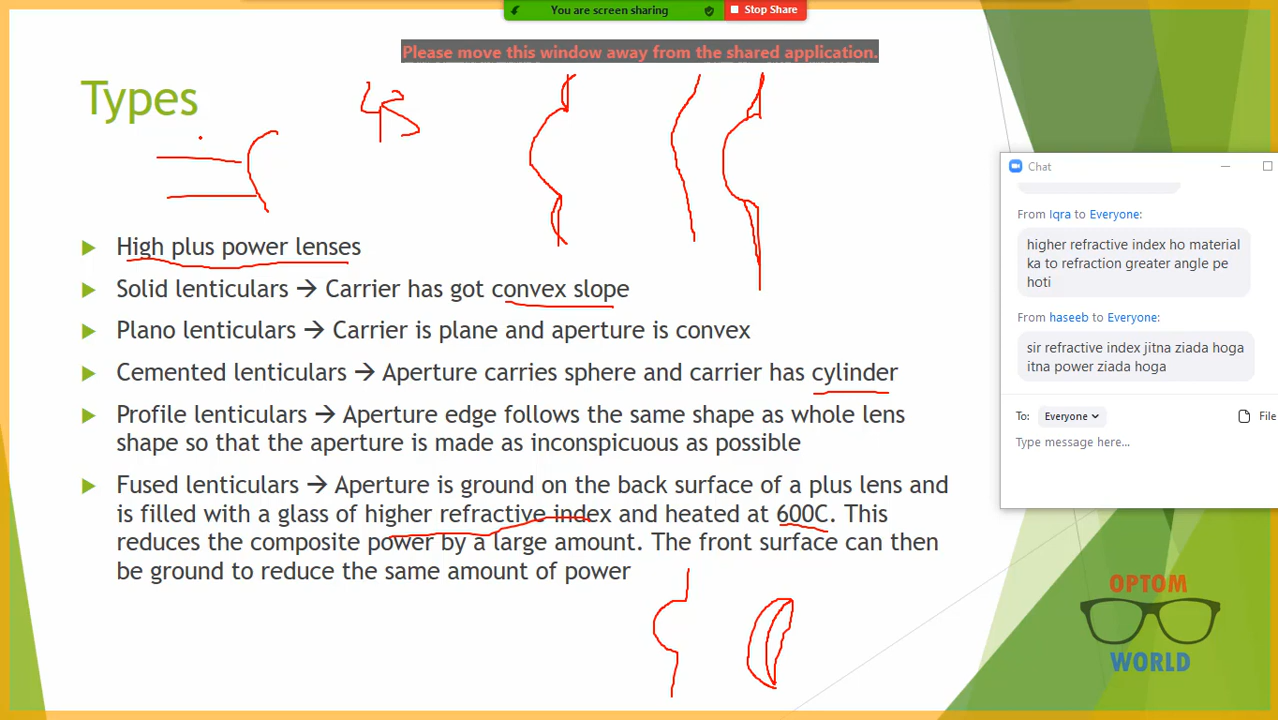 You are screen sharing
Stop Share
Please move this window away from the shared application.
Types
High plus power lenses
Solid lenticulars → Carrier has got convex slope
Plano lenticulars → Carrier is plane and aperture is convex
Cemented lenticulars → Aperture carries sphere and carrier has cylinder
Profile lenticulars → Aperture edge follows the same shape as whole lens
shape so that the aperture is made as inconspicuous as possible
Fused lenticulars → Aperture is ground on the back surface of a plus lens and
is filled with a glass of higher refractive index and heated at 600C. This
reduces the composite power by a large amount. The front surface can then
be ground to reduce the same amount of power
Chat
From Iqra to Everyone:
higher refractive index ho material
ka to refraction greater angle pe
hoti
From haseeb to Everyone:
sir refractive index jitna ziada hoga
itna power ziada hoga
To: Everyone
File
Type message here...
OPTOM
WORLD